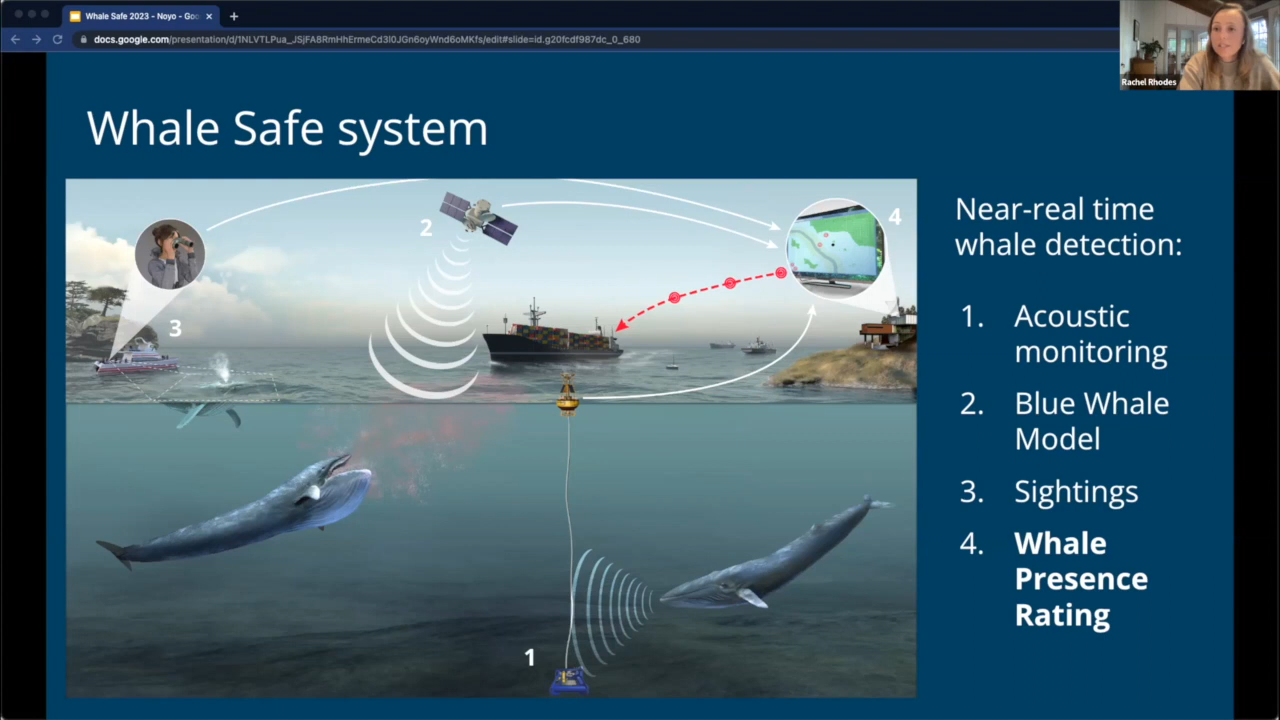 Whale Safe 2023 - Noyo - Goo
docs.google.com/presentation/d/1NLVTLPua_JSjFA8RmHhErmeCd3I0JGn6oyWnd6oMKfs/edit#slide=id.g20fcdf987dc_0_680
Rachel Rhodes
Whale Safe system
2
4
3
1
Near-real time
whale detection:
1. Acoustic
monitoring
2. Blue Whale
Model
3. Sightings
4. Whale
Presence
Rating